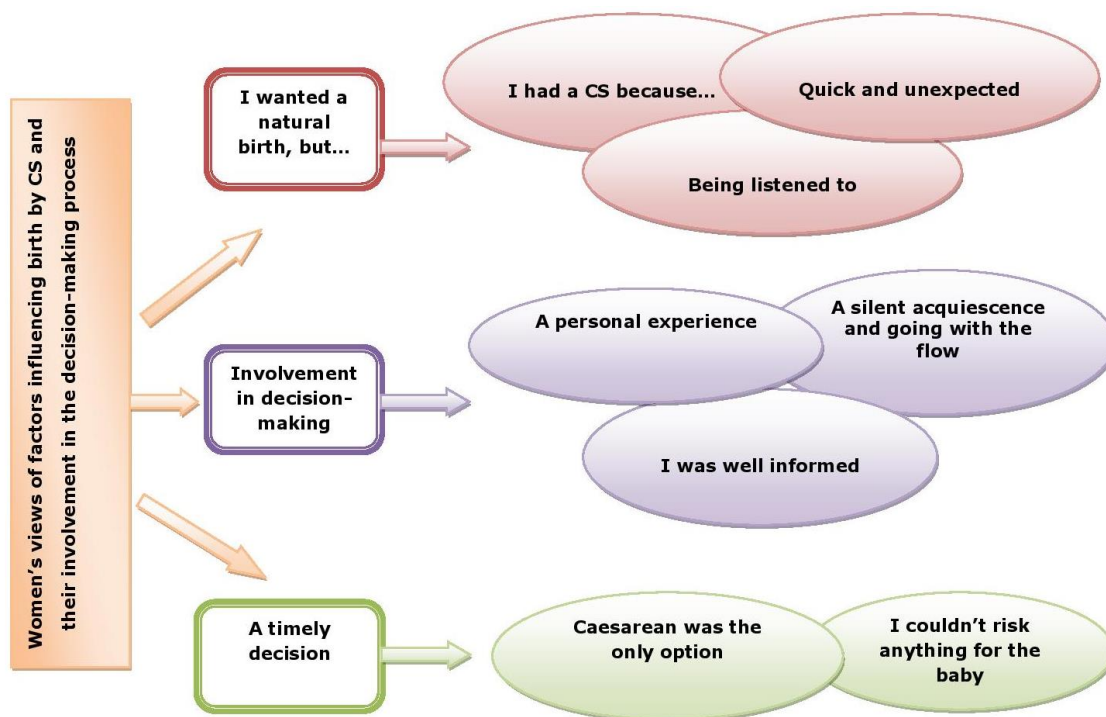 Women’s views of factors influencing birth by CS and
their involvement in the decision-making process
I wanted a
natural
birth, but…
I had a CS because…
Quick and unexpected
Being listened to
Involvement
in decision-
making
A personal experience
A silent acquiescence
and going with the
flow
I was well informed
A timely
decision
Caesarean was the
only option
I couldn’t risk
anything for the
baby